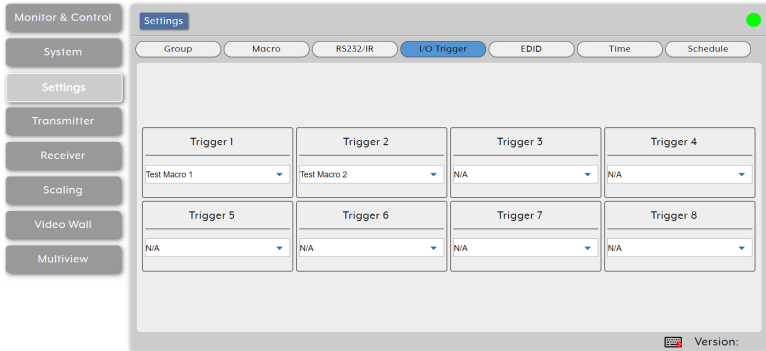 Monitor & Control
System
Settings
Transmitter
Receiver
Scaling
Video Wall
Multiview
Settings
Group Macro RS232/IR I/O Trigger EDID Time Schedule
Trigger 1 Trigger 2 Trigger 3 Trigger 4
Test Macro 1 Test Macro 2 N/A N/A
Trigger 5 Trigger 6 Trigger 7 Trigger 8
N/A N/A N/A N/A
Version: